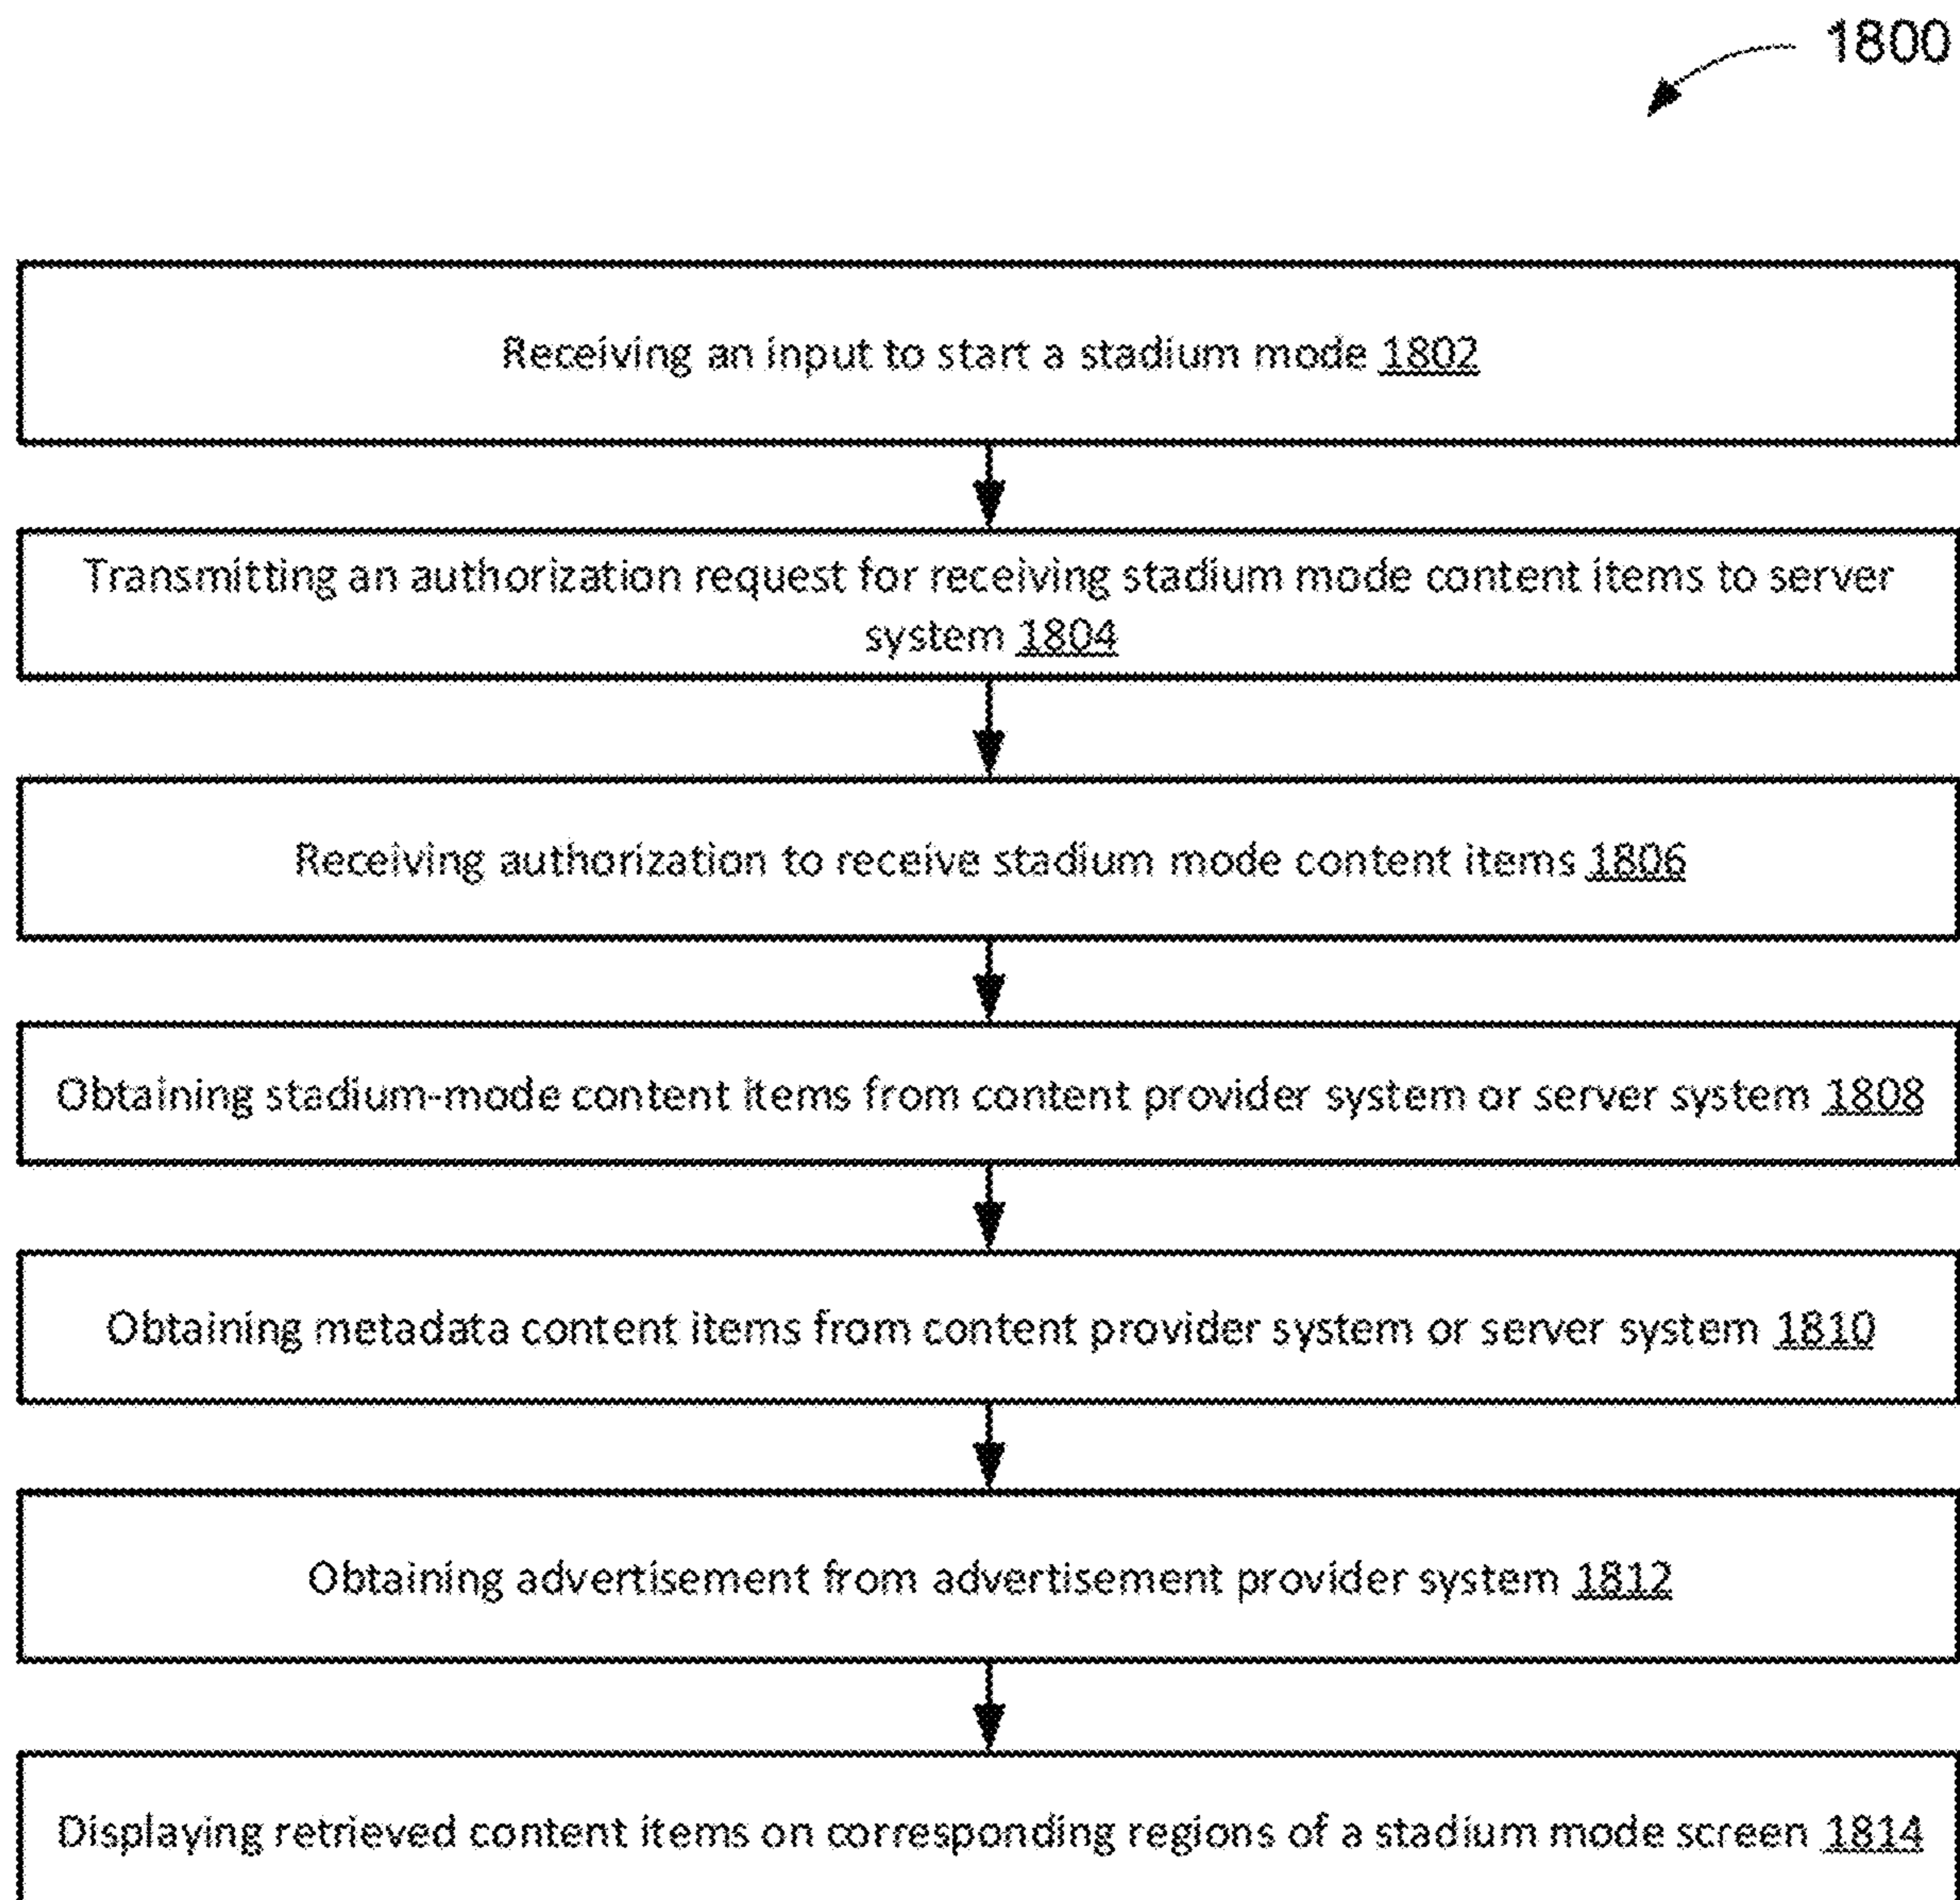 1800
Receiving an input to start a stadium mode 1802
Transmitting an authorization request for receiving stadium mode content items to server
system 1804
Receiving authorization to receive stadium mode content items 1806
Obtaining stadium-mode content items from content provider system or server system 1808
Obtaining metadata content items from content provider system or server system 1810
Obtaining advertisement from advertisement provider system 1812
Displaying retrieved content items on corresponding regions of a stadium mode screen 1814